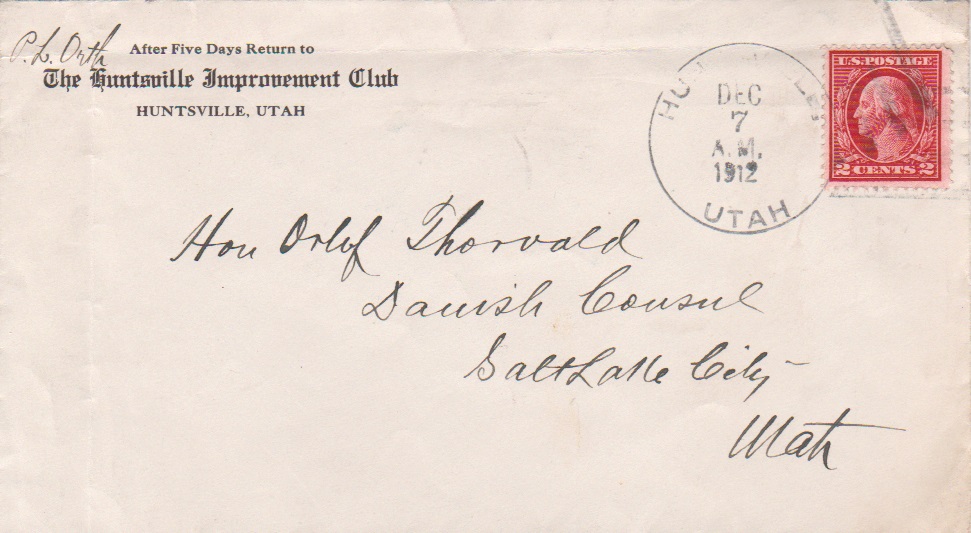 P. L. Orth
After Five Days Return to
The Huntsville Improvement Club
HUNTSVILLE, UTAH
DEC
7
A.M.
1912
UTAH
U.S. POSTAGE
2 CENTS 2
Hon Orlof Thorvald
Danish Consul
Salt Lake City
Utah